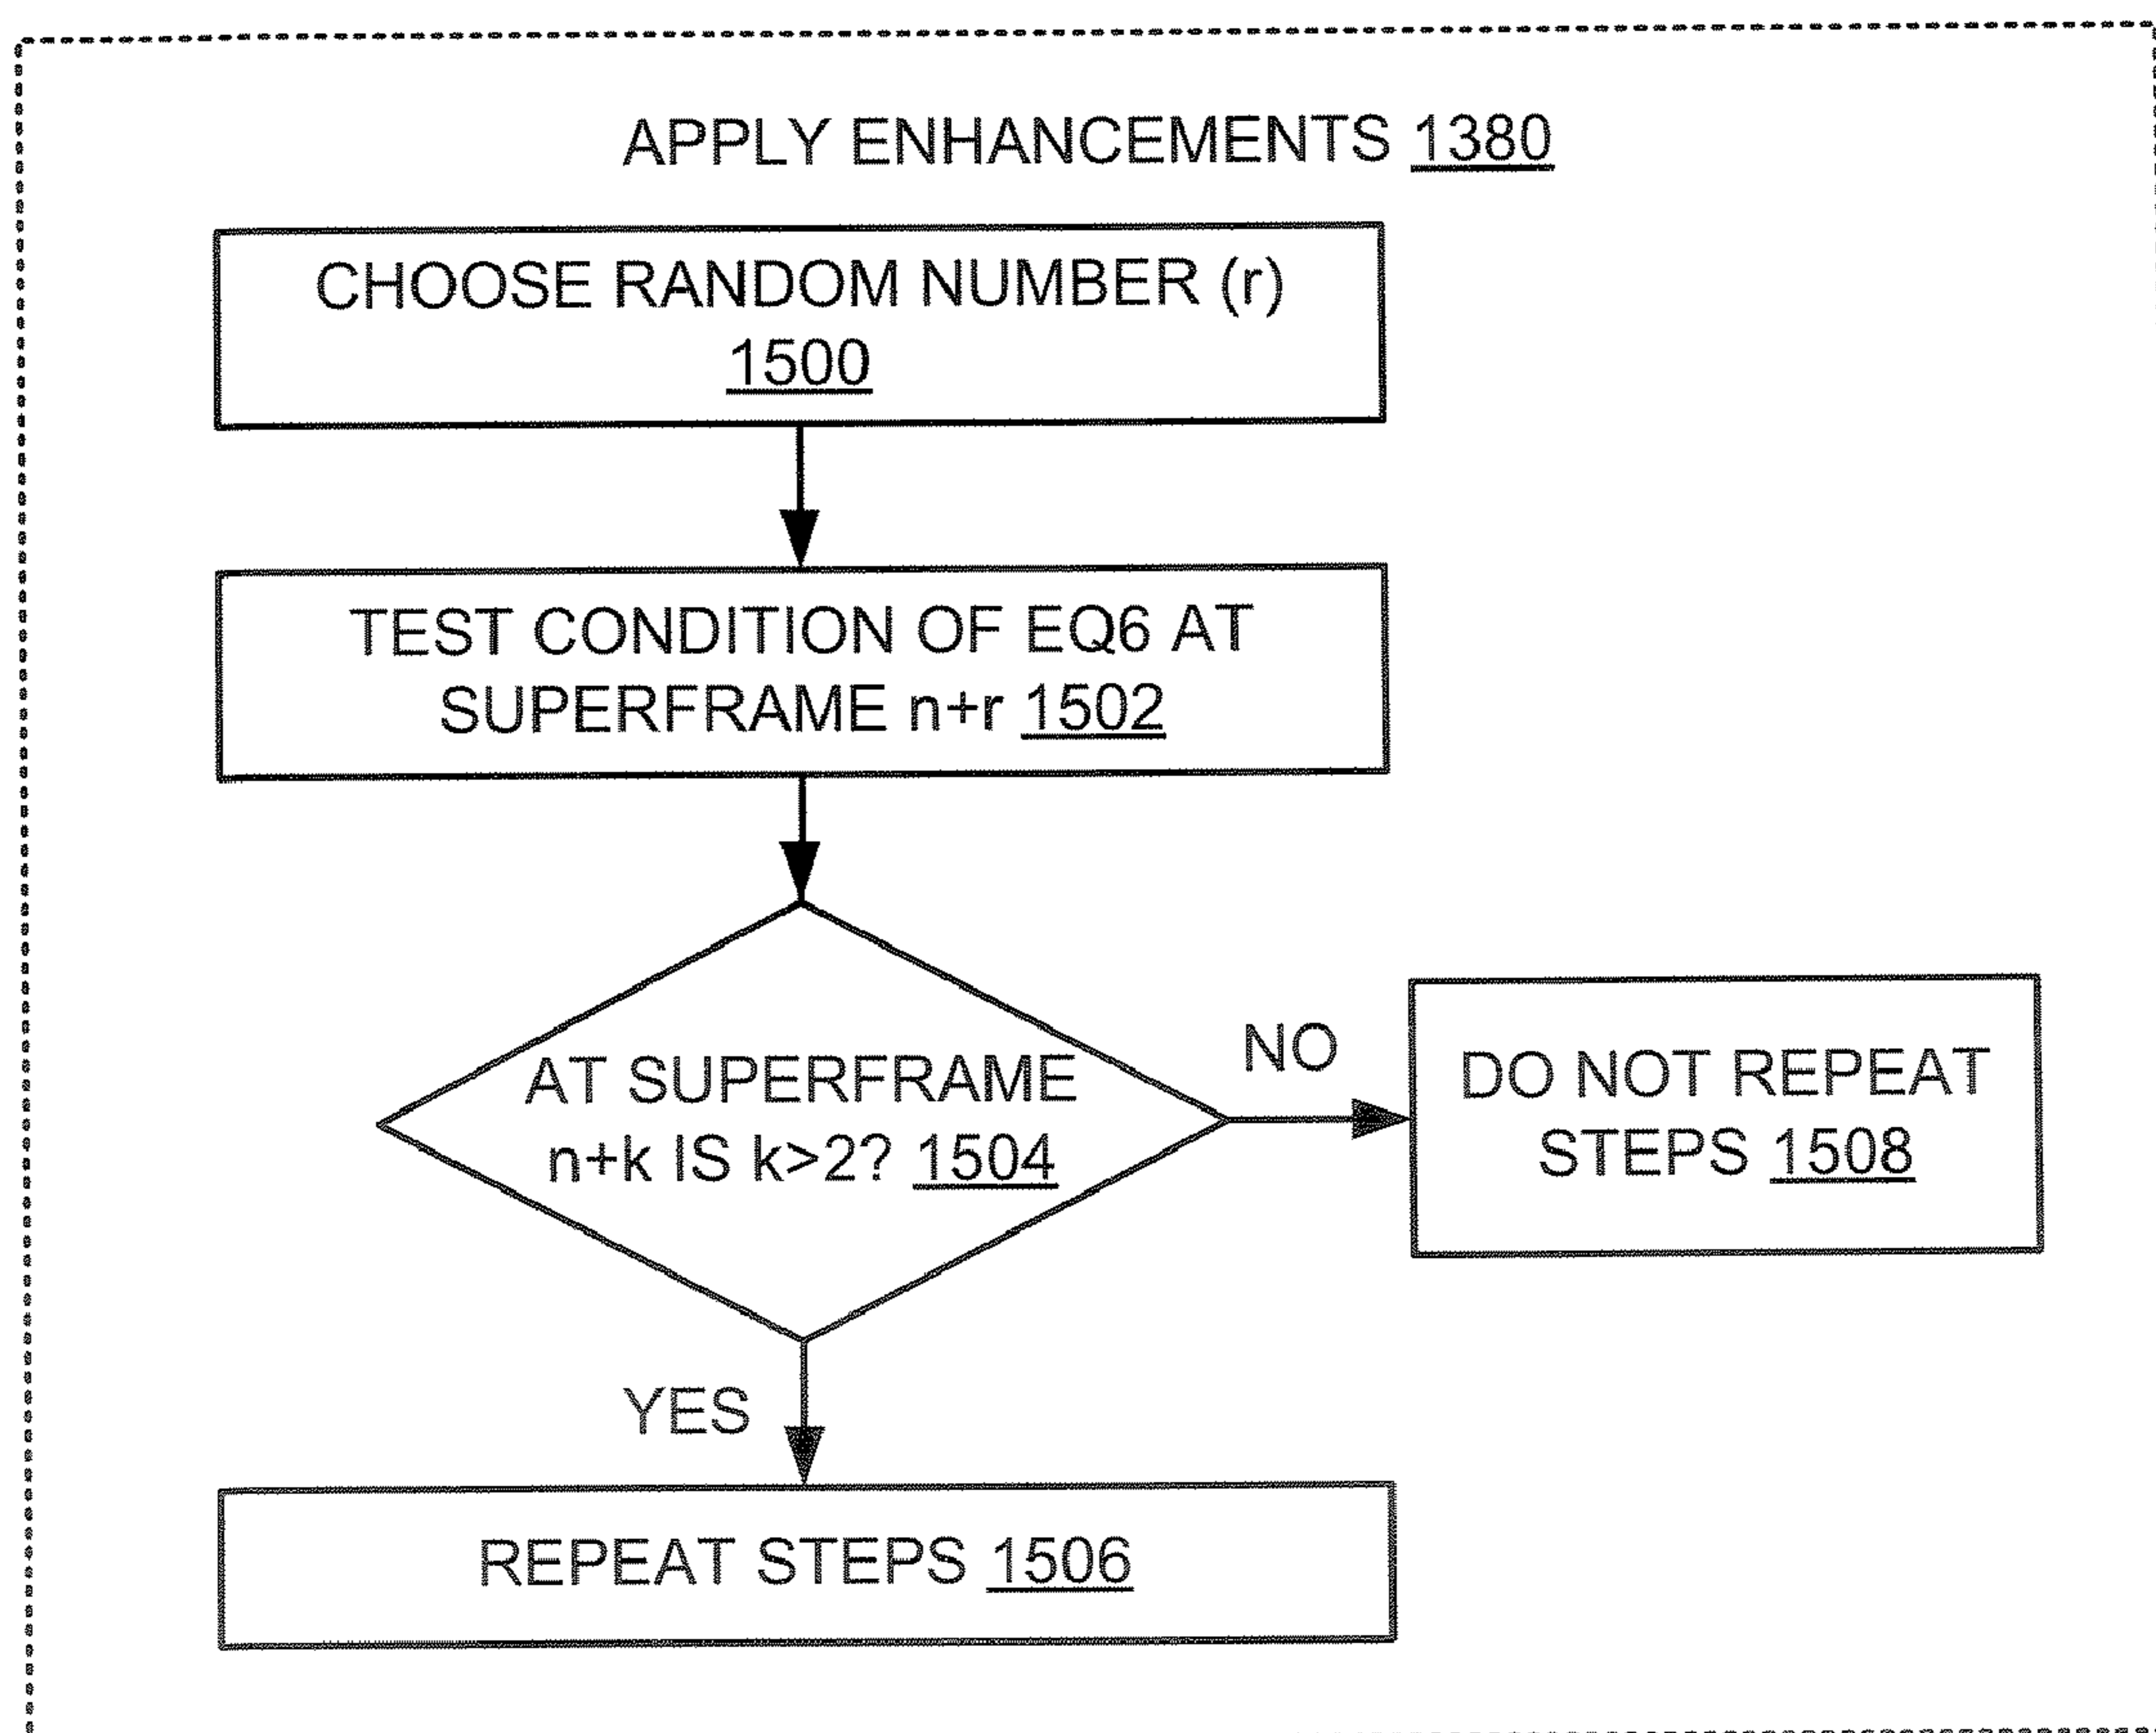 APPLY ENHANCEMENTS 1380
CHOOSE RANDOM NUMBER (r)
1500
TEST CONDITION OF EQ6 AT
SUPERFRAME n+r 1502
AT SUPERFRAME
n+k IS k>2? 1504
NO
DO NOT REPEAT
STEPS 1508
YES
REPEAT STEPS 1506